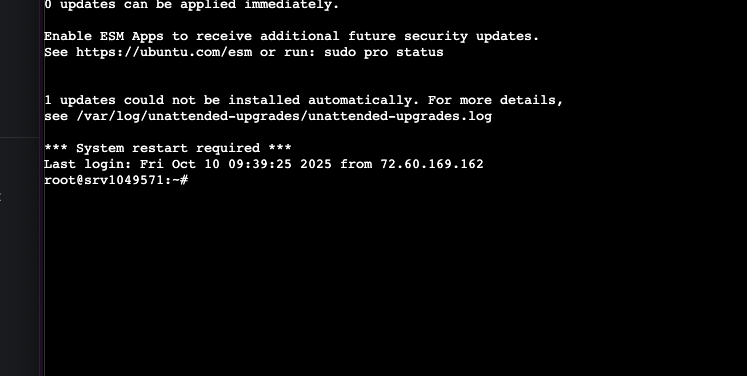 0 updates can be applied immediately.
Enable ESM Apps to receive additional future security updates.
See https://ubuntu.com/esm or run: sudo pro status
1 updates could not be installed automatically. For more details,
see /var/log/unattended-upgrades/unattended-upgrades.log
*** System restart required ***
Last login: Fri Oct 10 09:39:25 2025 from 72.60.169.162
root@srv1049571:~#